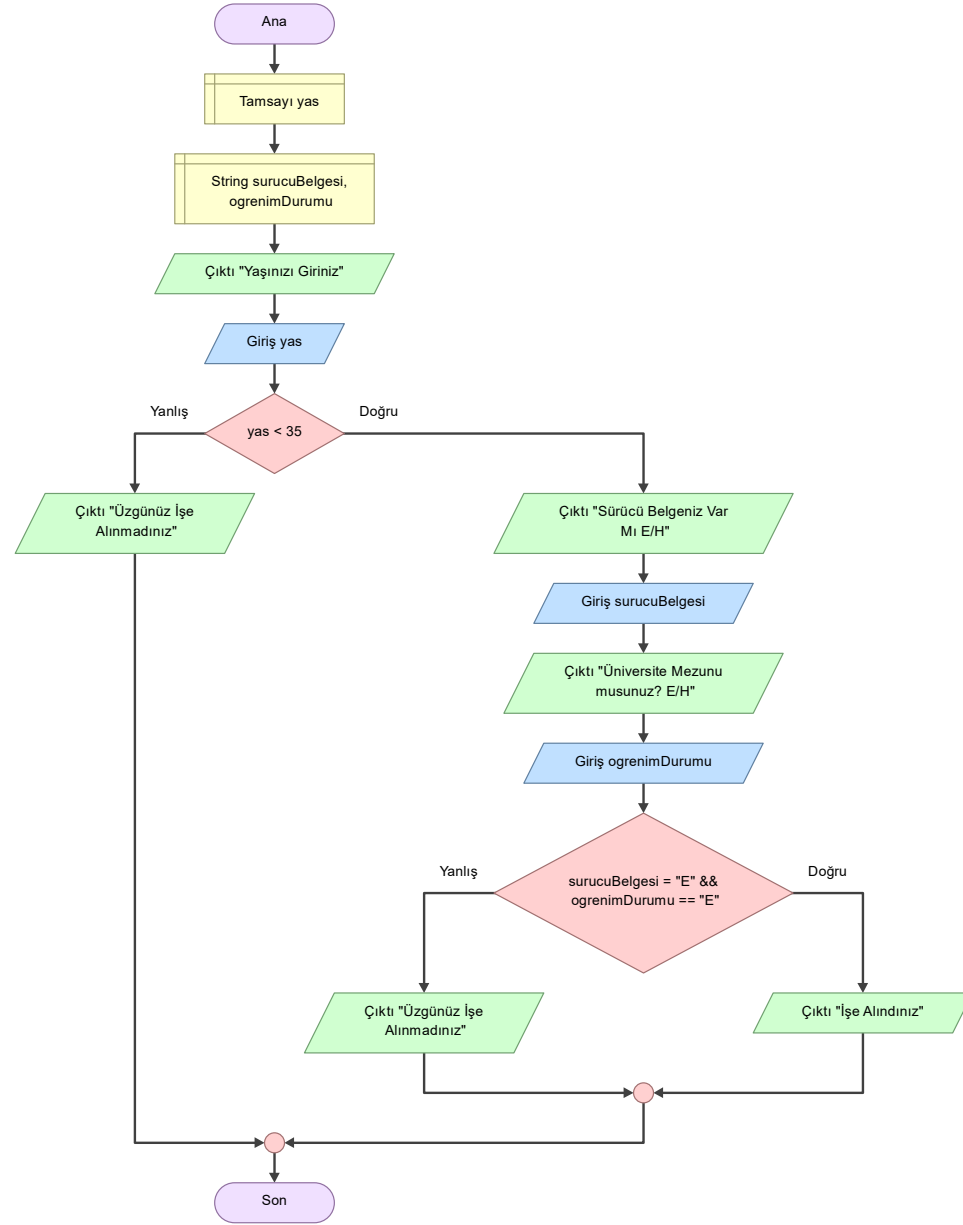 Ana
Tamsayı yas
String surucuBelgesi,
ogrenimDurumu
Çıktı "Yaşınızı Giriniz"
Giriş yas
Yanlış
Doğru
yas < 35
Çıktı "Üzgünüz İşe
Alınmadınız"
Çıktı "Sürücü Belgeniz Var
Mı E/H"
Giriş surucuBelgesi
Çıktı "Üniversite Mezunu
musunuz? E/H"
Giriş ogrenimDurumu
Yanlış
Doğru
surucuBelgesi = "E" &&
ogrenimDurumu == "E"
Çıktı "Üzgünüz İşe
Alınmadınız"
Çıktı "İşe Alındınız"
Son